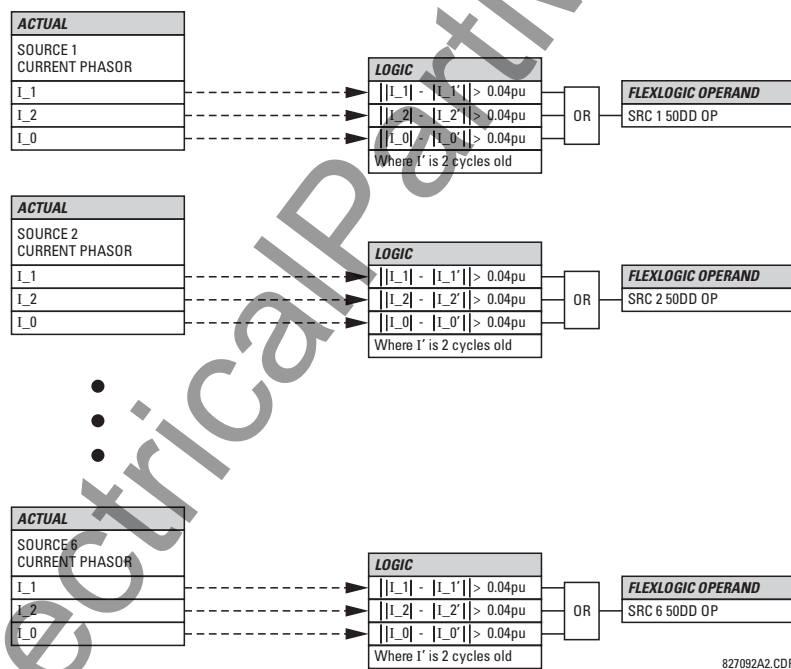 ACTUAL
SOURCE 1
CURRENT PHASOR
I_1
I_2
I_0
LOGIC
||I_1| - |I_1′|| > 0.04pu
||I_2| - |I_2′|| > 0.04pu
||I_0| - |I_0′|| > 0.04pu
Where I′ is 2 cycles old
OR
FLEXLOGIC OPERAND
SRC 1 50DD OP
ACTUAL
SOURCE 2
CURRENT PHASOR
I_1
I_2
I_0
LOGIC
||I_1| - |I_1′|| > 0.04pu
||I_2| - |I_2′|| > 0.04pu
||I_0| - |I_0′|| > 0.04pu
Where I′ is 2 cycles old
OR
FLEXLOGIC OPERAND
SRC 2 50DD OP
ACTUAL
SOURCE 6
CURRENT PHASOR
I_1
I_2
I_0
LOGIC
||I_1| - |I_1′|| > 0.04pu
||I_2| - |I_2′|| > 0.04pu
||I_0| - |I_0′|| > 0.04pu
Where I′ is 2 cycles old
OR
FLEXLOGIC OPERAND
SRC 6 50DD OP
827092A2.CDR
ectricalPartM